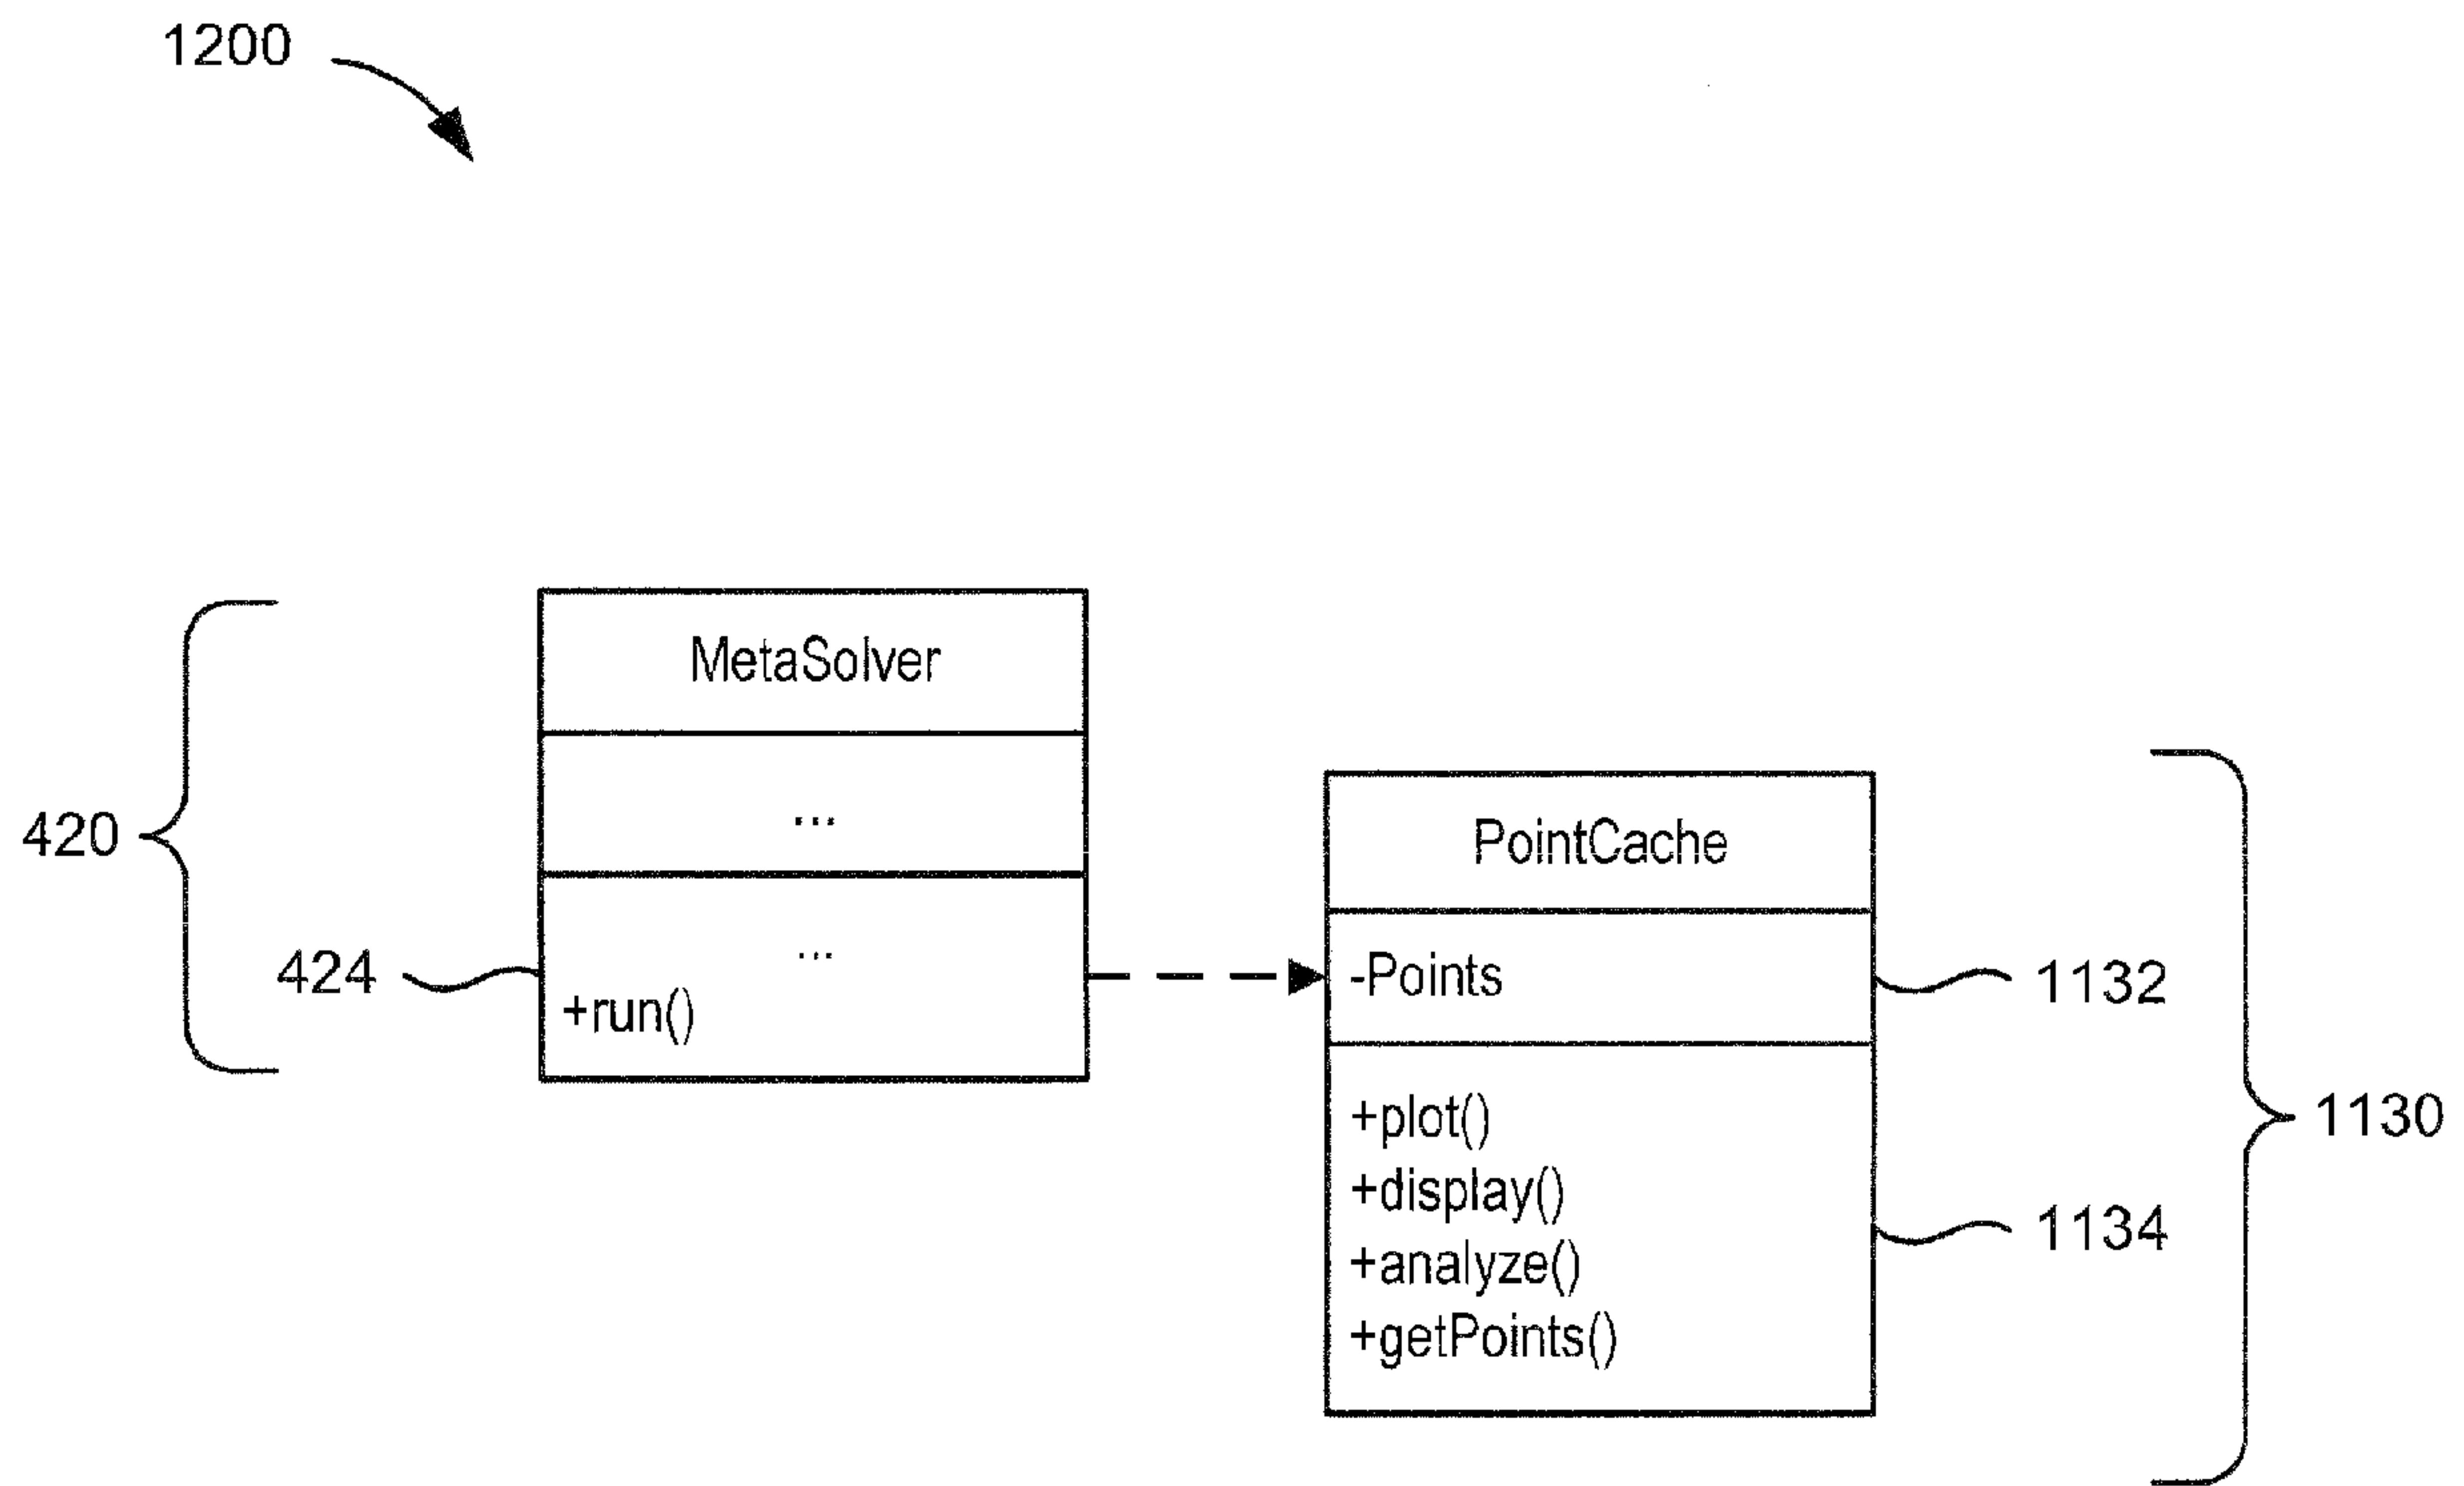 1200
MetaSolver
...
420
...
424
+run()
PointCache
-Points
1132
+plot()
+display()
+analyze()
+getPoints()
1134
1130